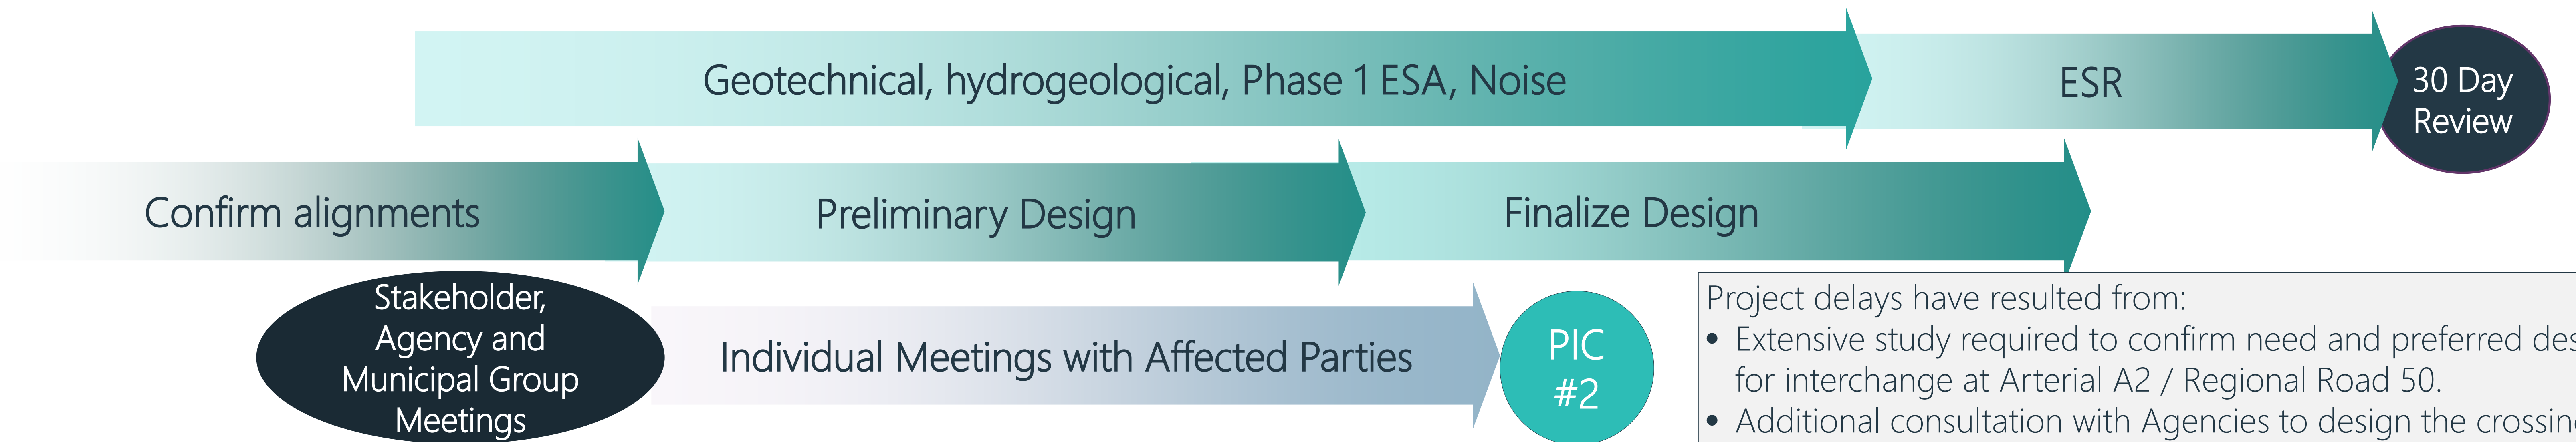 Geotechnical, hydrogeological, Phase 1 ESA, Noise
ESR
30 Day
Review
Confirm alignments
Preliminary Design
Finalize Design
Stakeholder,
Agency and
Municipal Group
Meetings
Individual Meetings with Affected Parties
PIC
#2
Project delays have resulted from:
• Extensive study required to confirm need and preferred
for interchange at Arterial A2 / Regional Road 50.
• Additional consultation with Agencies to design the